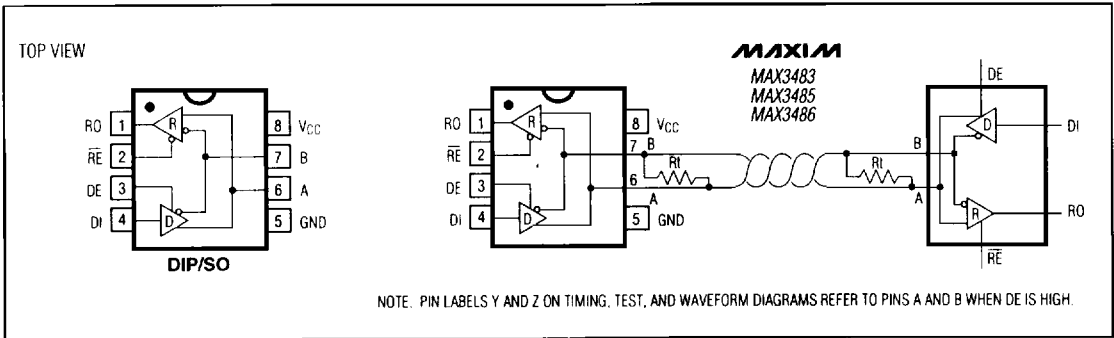 TOP VIEW
MAXIM
MAX3483
MAX3485
MAX3486
RO 1
R
8 VCC
RE 2
7 B
DE 3
6 A
DI 4
D
5 GND
DIP/SO
RO 1
R
8 VCC
RE 2
7 B
Rt
DE 3
6 A
DI 4
D
5 GND
DE
D
DI
B
Rt
A
R
RO
RE
NOTE. PIN LABELS Y AND Z ON TIMING, TEST, AND WAVEFORM DIAGRAMS REFER TO PINS A AND B WHEN DE IS HIGH.